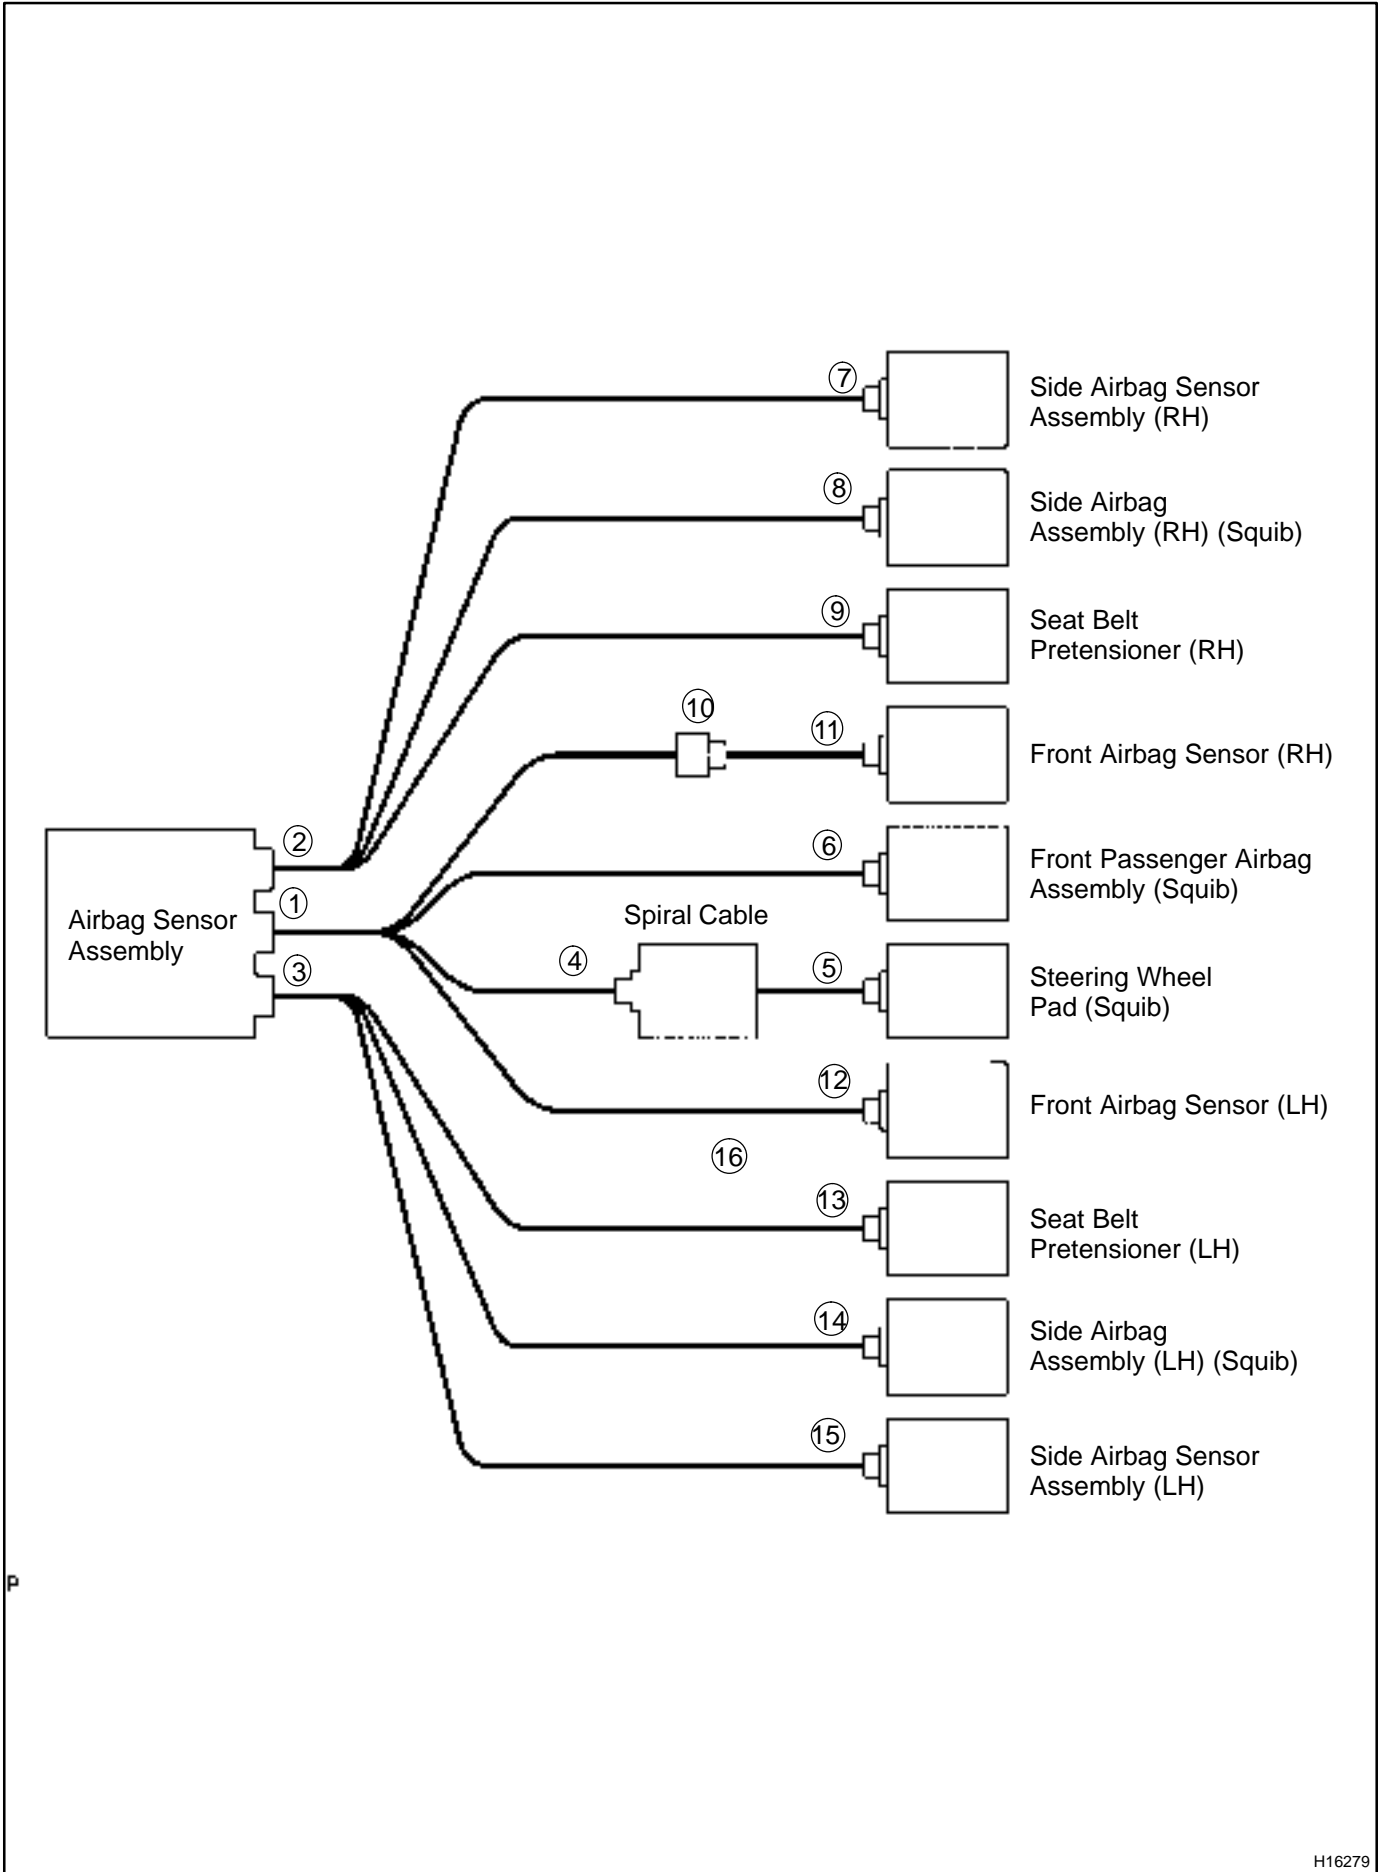 7
Side Airbag Sensor
Assembly (RH)
8
Side Airbag
Assembly (RH) (Squib)
9
Seat Belt
Pretensioner (RH)
10
11
Front Airbag Sensor (RH)
2
1
3
Airbag Sensor
Assembly
6
Front Passenger Airbag
Assembly (Squib)
Spiral Cable
4
5
Steering Wheel
Pad (Squib)
12
Front Airbag Sensor (LH)
16
13
Seat Belt
Pretensioner (LH)
14
Side Airbag
Assembly (LH) (Squib)
15
Side Airbag Sensor
Assembly (LH)
P
H16279